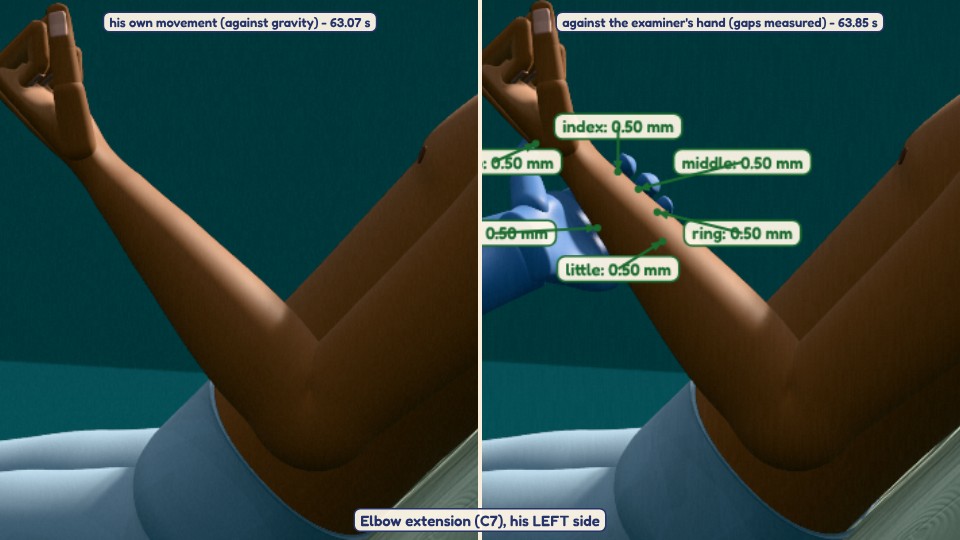 his own movement (against gravity) - 63.07 s
against the examiner's hand (gaps measured) - 63.85 s
index: 0.50 mm
: 0.50 mm
middle: 0.50 mm
0.50 mm
ring: 0.50 mm
little: 0.50 mm
Elbow extension (C7), his LEFT side